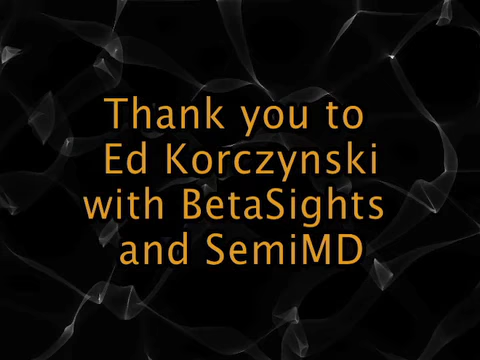 Thank you to
Ed Korczynski
with BetaSights
and SemiMD